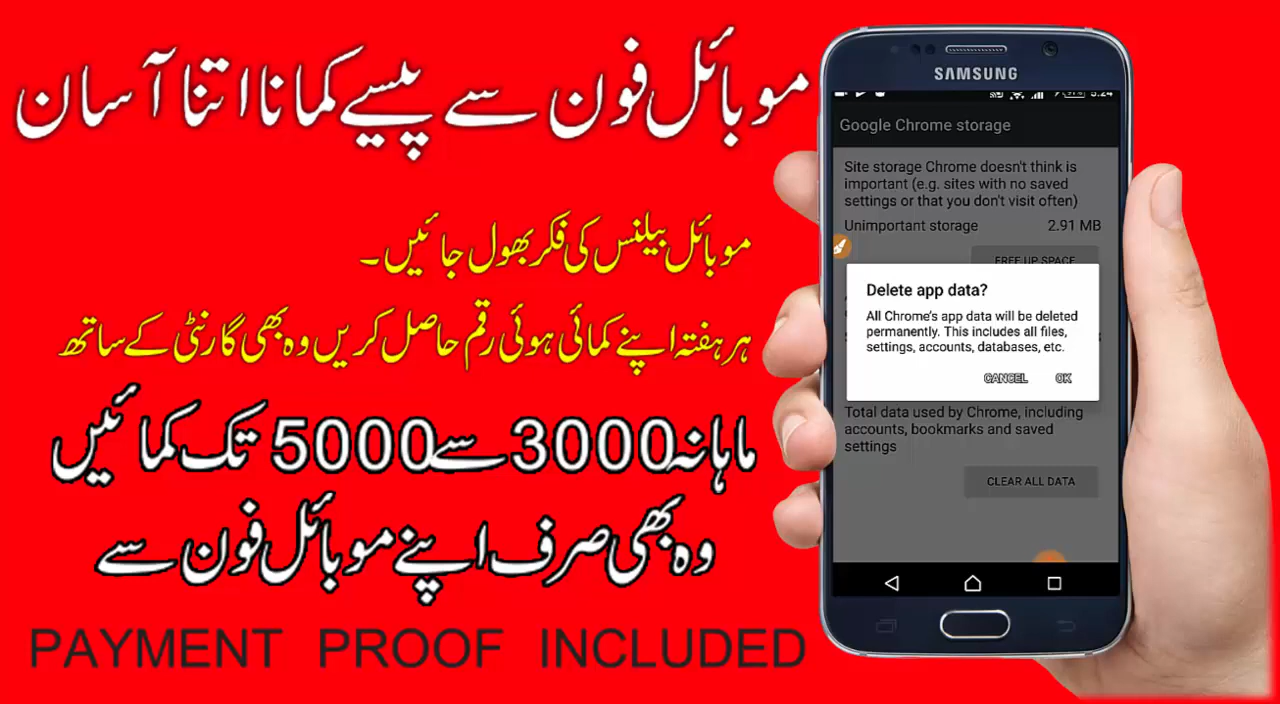 موبائل فون سے پیسے کمانا اتنا آسان
موبائل بیلنس کی فکر بھول جائیں۔
ہر ہفتہ اپنے کمائی ہوئی رقم حاصل کریں وہ بھی گارنٹی کے ساتھ
ماہانہ 3000 سے 5000 تک کمائیں
وہ بھی صرف اپنے موبائل فون سے
PAYMENT PROOF INCLUDED
SAMSUNG
Google Chrome storage
Site storage Chrome doesn't think is
important (e.g. sites with no saved
settings or that you don't visit often)
Unimportant storage 2.91 MB
FREE UP SPACE
Delete app data?
All Chrome's app data will be deleted
permanently. This includes all files,
settings, accounts, databases, etc.
CANCEL OK
Total data used by Chrome, including
accounts, bookmarks and saved
settings
CLEAR ALL DATA